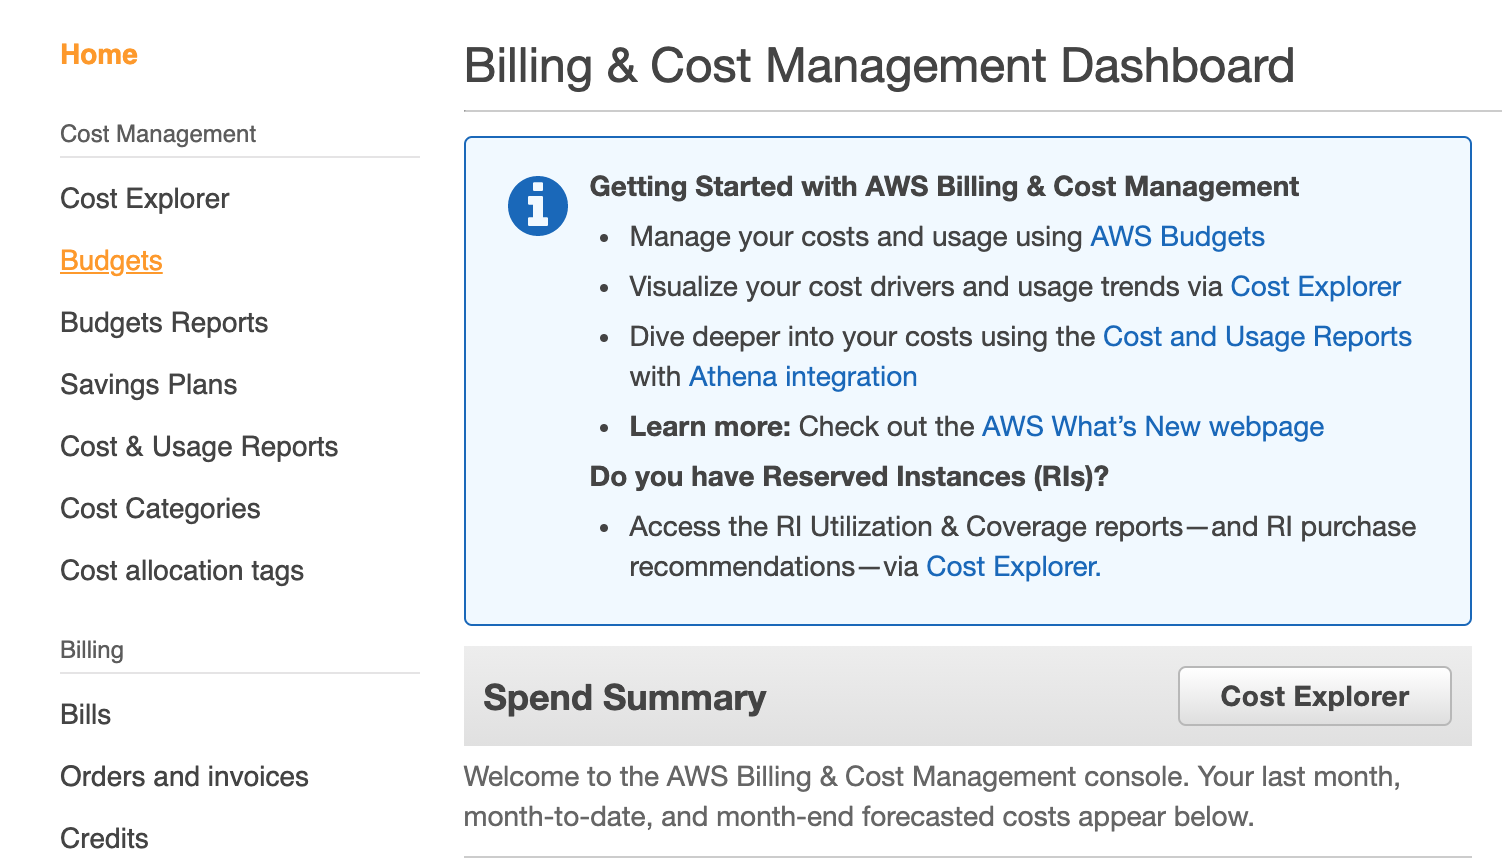 Home
Cost Management
Cost Explorer
Budgets
Budgets Reports
Savings Plans
Cost & Usage Reports
Cost Categories
Cost allocation tags
Billing
Bills
Orders and invoices
Credits
Billing & Cost Management Dashboard
Getting Started with AWS Billing & Cost Management
• Manage your costs and usage using AWS Budgets
• Visualize your cost drivers and usage trends via Cost Explorer
• Dive deeper into your costs using the Cost and Usage Reports
with Athena integration
• Learn more: Check out the AWS What’s New webpage
Do you have Reserved Instances (RIs)?
• Access the RI Utilization & Coverage reports—and RI purchase
recommendations—via Cost Explorer.
Spend Summary
Cost Explorer
Welcome to the AWS Billing & Cost Management console. Your last month,
month-to-date, and month-end forecasted costs appear below.